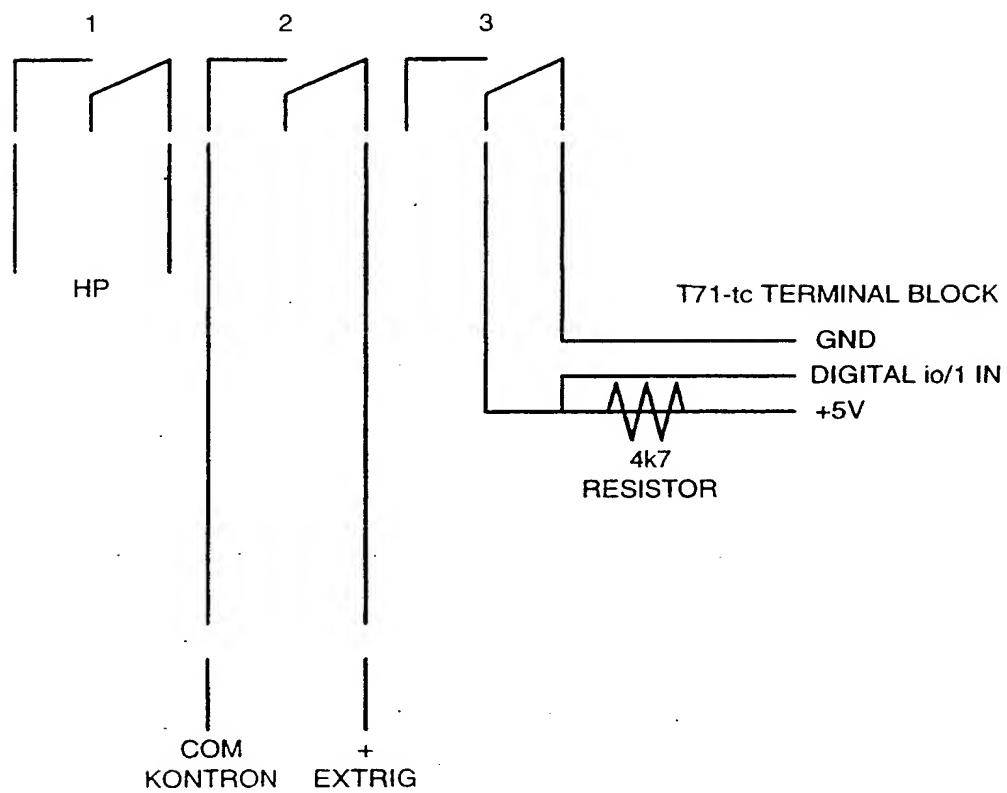 1 2 3
HP
T71-tc TERMINAL BLOCK
GND
DIGITAL io/1 IN
+5V
4k7
RESISTOR
COM +
KONTRON EXTRIG